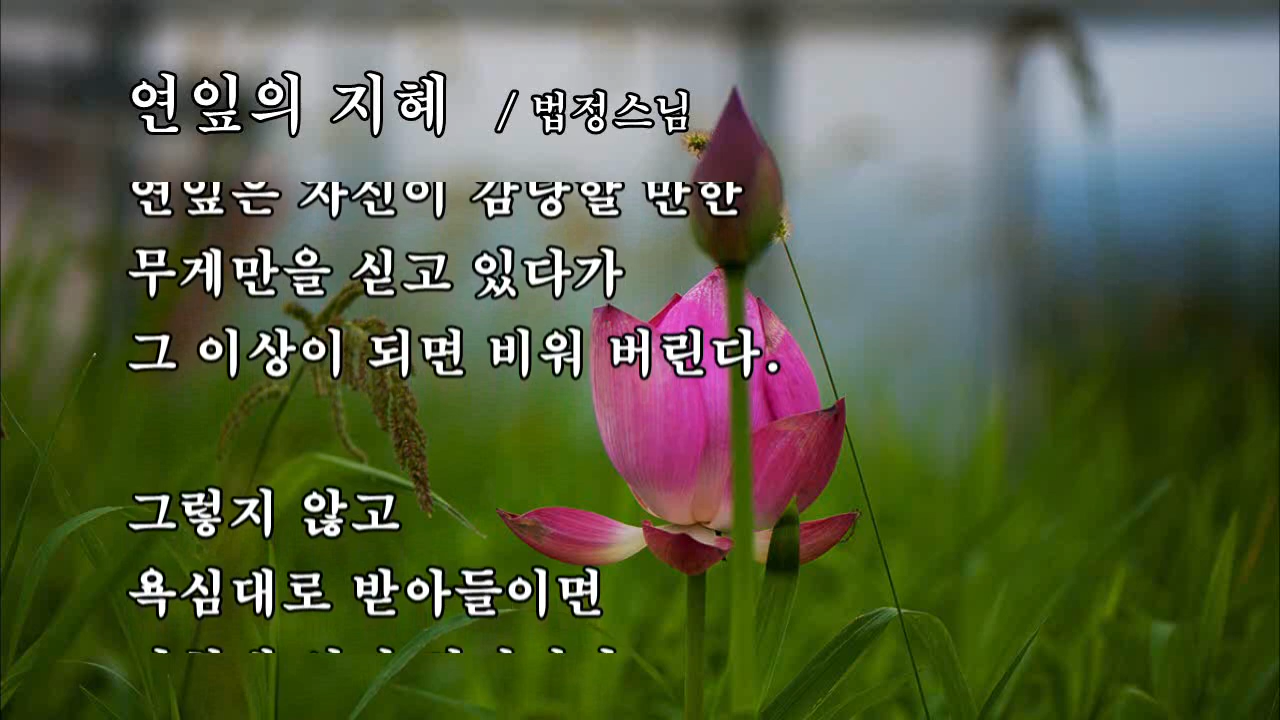 연잎의 지혜 / 법정스님
연잎은 자신이 감당할 만한
무게만을 싣고 있다가
그 이상이 되면 비워 버린다.
그렇지 않고
욕심대로 받아들이면